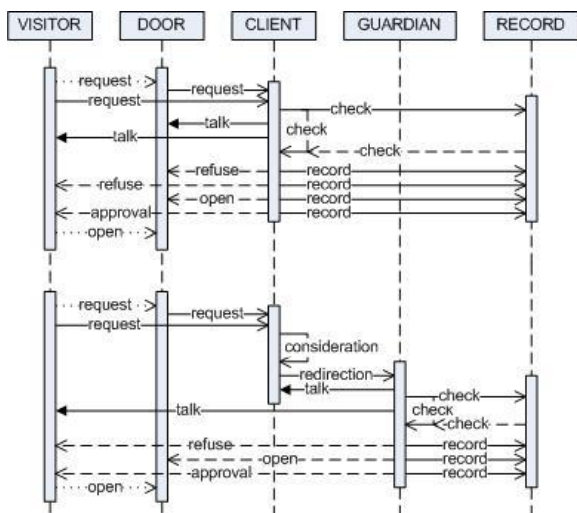 VISITOR DOOR CLIENT GUARDIAN RECORD
request
request
request
check
talk
check
talk
check
refuse record
refuse record
open record
approval record
open
request
request
request
consideration
redirection
talk
check
talk
check
check
refuse record
open record
approval record
open